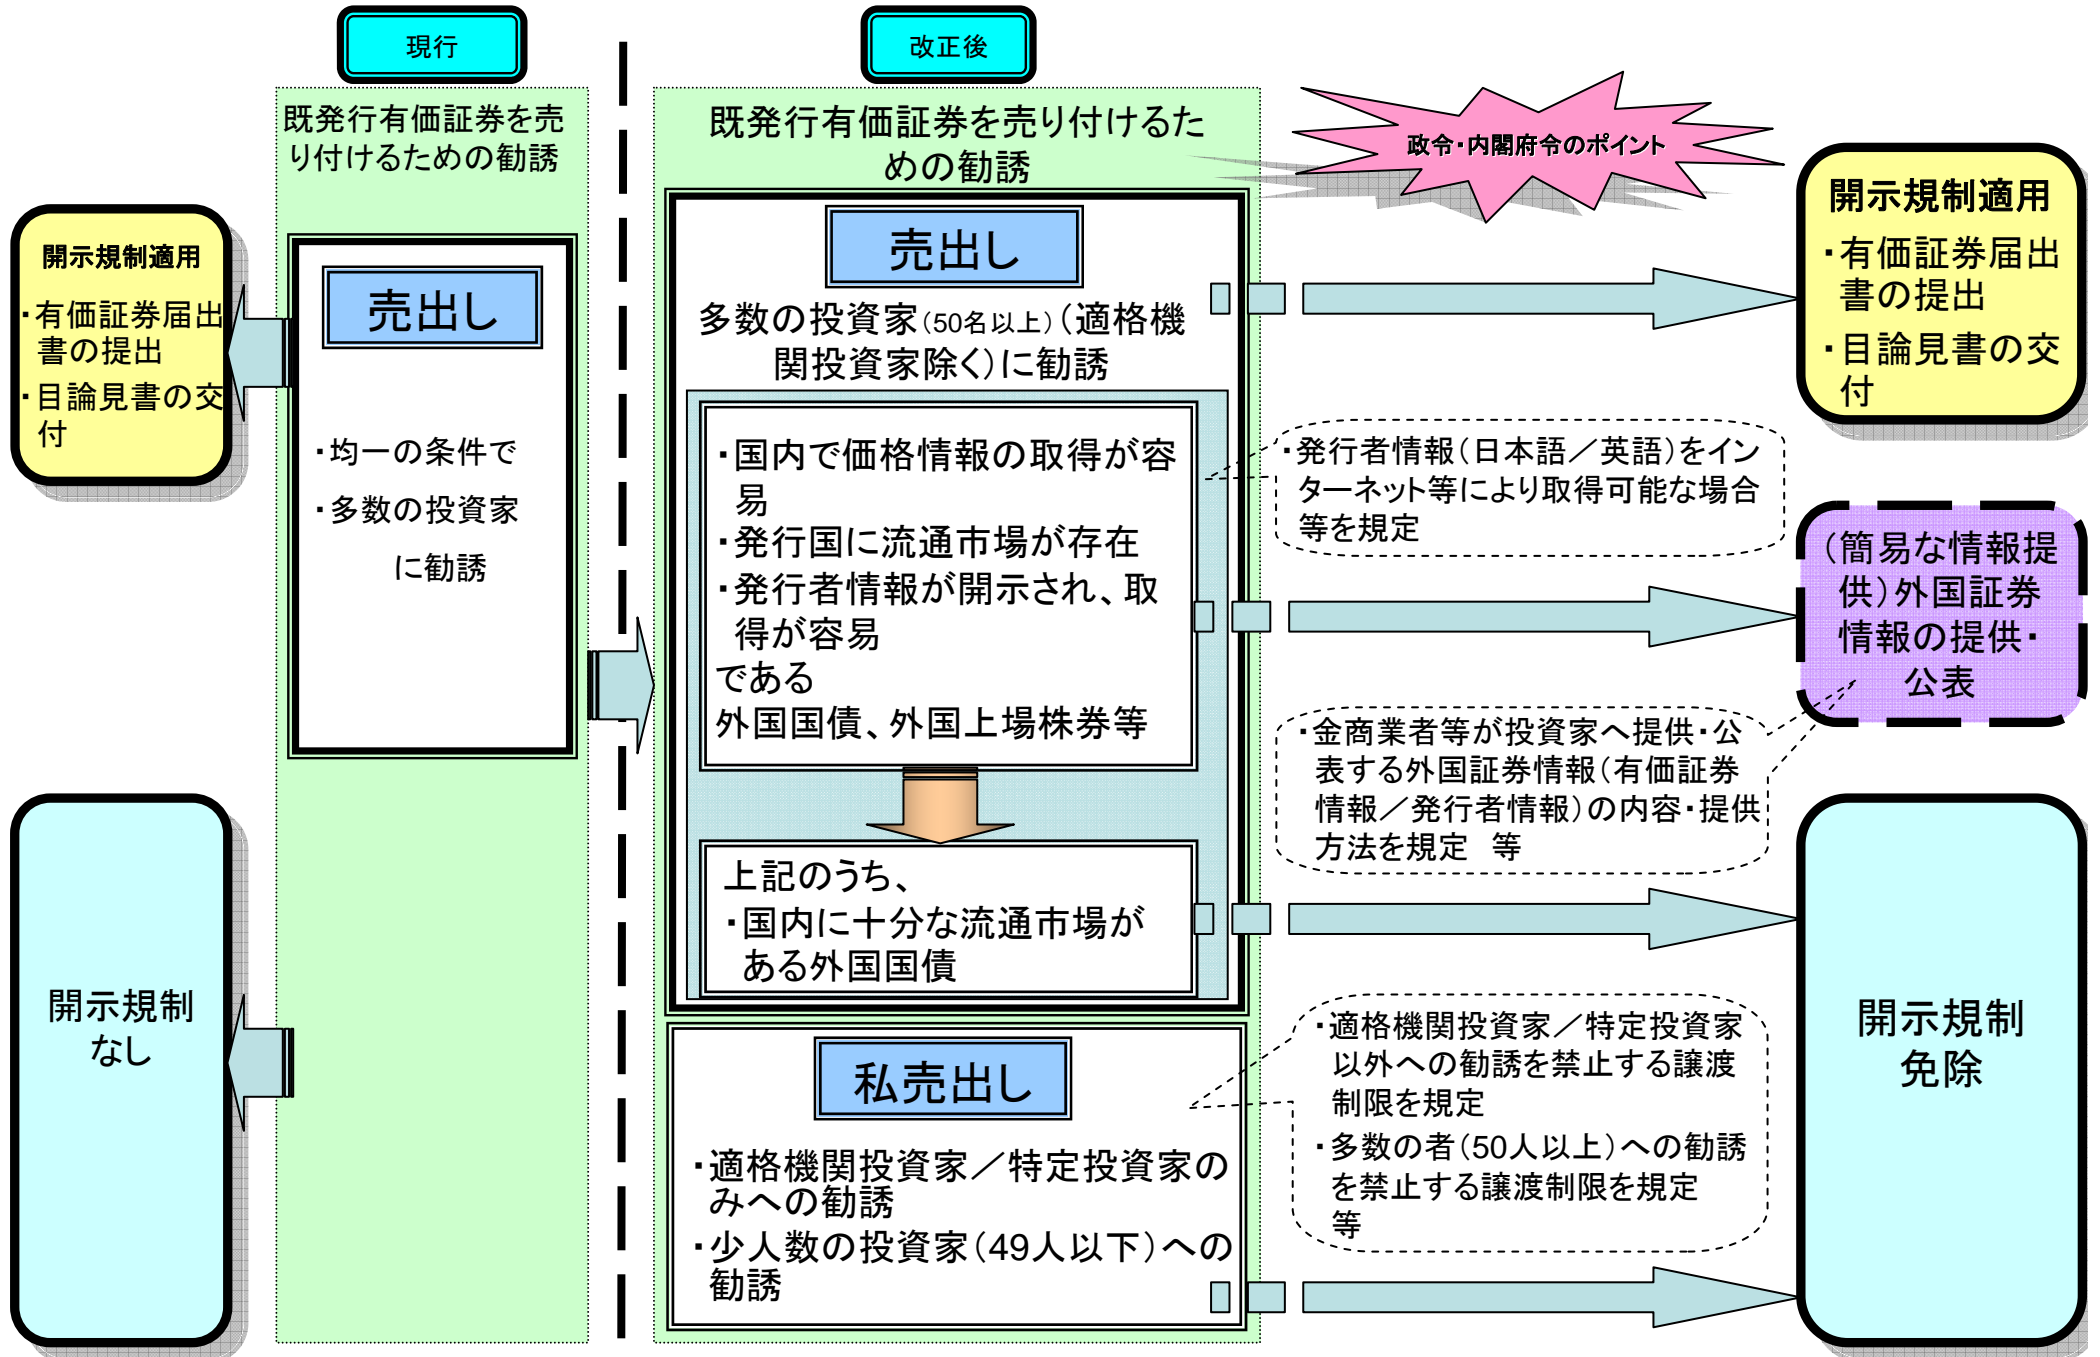 現行
既発行有価証券を売
り付けるための勧誘
開示規制適用
・有価証券届出
書の提出
・目論見書の交
付
売出し
・均一の条件で
・多数の投資家
に勧誘
開示規制
なし
改正後
既発行有価証券を売り付けるた
めの勧誘
売出し
多数の投資家(50名以上)(適格機
関投資家除く)に勧誘
・国内で価格情報の取得が容
易
・発行国に流通市場が存在
・発行者情報が開示され、取
得が容易
である
外国国債、外国上場株券等
上記のうち、
・国内に十分な流通市場が
ある外国国債
私売出し
・適格機関投資家／特定投資家の
みへの勧誘
・少人数の投資家(49人以下)への
勧誘
政令・内閣府令のポイント
・発行者情報(日本語／英語)をイン
ターネット等により取得可能な場合
等を規定
・金商業者等が投資家へ提供・公
表する外国証券情報(有価証券
情報／発行者情報)の内容・提供
方法を規定　等
・適格機関投資家／特定投資家
以外への勧誘を禁止する譲渡
制限を規定
・多数の者(50人以上)への勧誘
を禁止する譲渡制限を規定
等
開示規制適用
・有価証券届出
書の提出
・目論見書の交
付
(簡易な情報提
供)外国証券
情報の提供・
公表
開示規制
免除